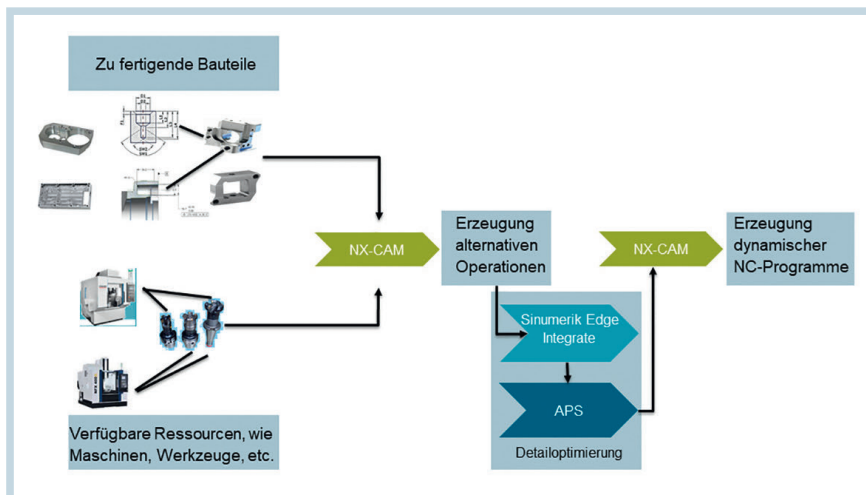 Zu fertigende Bauteile
NX-CAM
Erzeugung
alternativen
Operationen
NX-CAM
Erzeugung
dynamischer
NC-Programme
Sinumerik Edge
Integrate
APS
Detailoptimierung
Verfügbare Ressourcen, wie
Maschinen, Werkzeuge, etc.